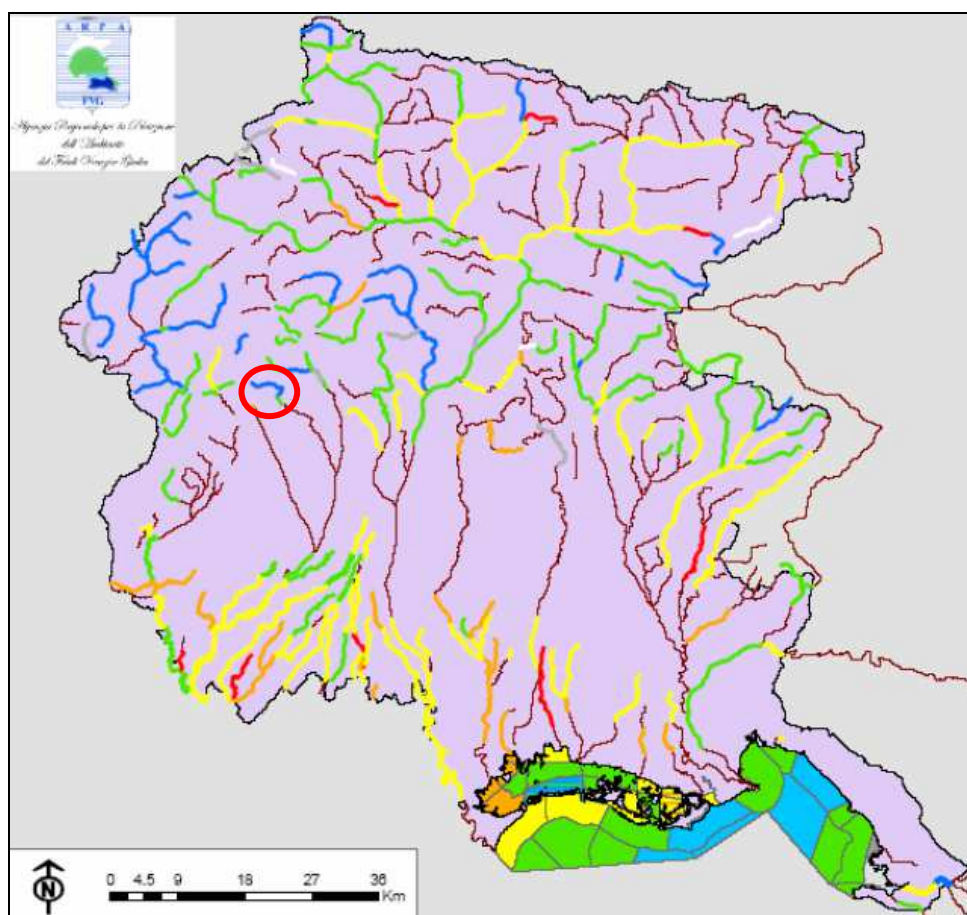 A R P A
FVG
Agenzia Regionale per la Protezione
dell'Ambiente
del Friuli Venezia Giulia
N
0 4.5 9 18 27 36
Km